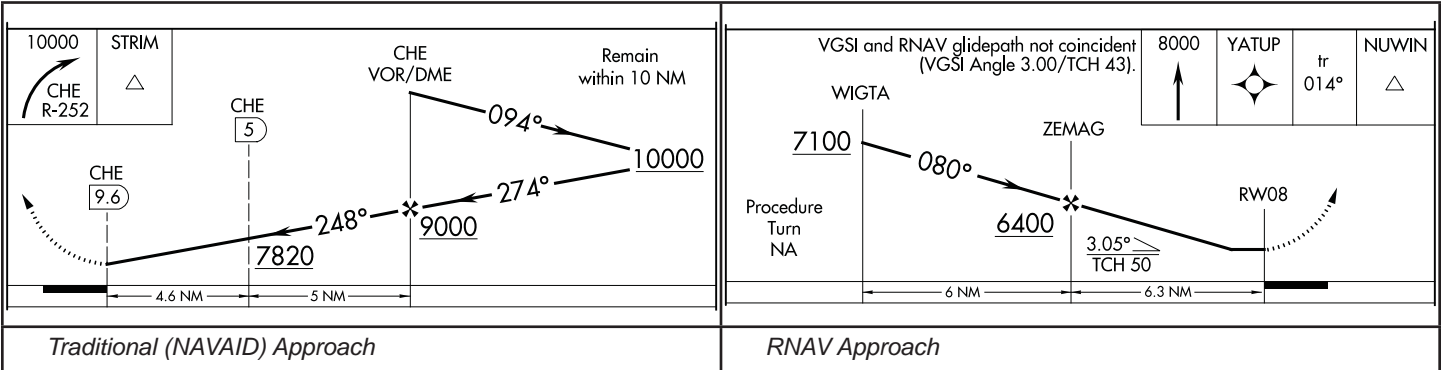 10000
CHE
R-252
STRIM
CHE
VOR/DME
Remain
within 10 NM
094°
10000
274°
CHE
5
9000
248°
7820
CHE
9.6
4.6 NM
5 NM
Traditional (NAVAID) Approach
VGSI and RNAV glidepath not coincident
(VGSI Angle 3.00/TCH 43).
8000
YATUP
tr
014°
NUWIN
WIGTA
7100
080°
ZEMAG
6400
Procedure
Turn
NA
3.05°
TCH 50
RW08
6 NM
6.3 NM
RNAV Approach